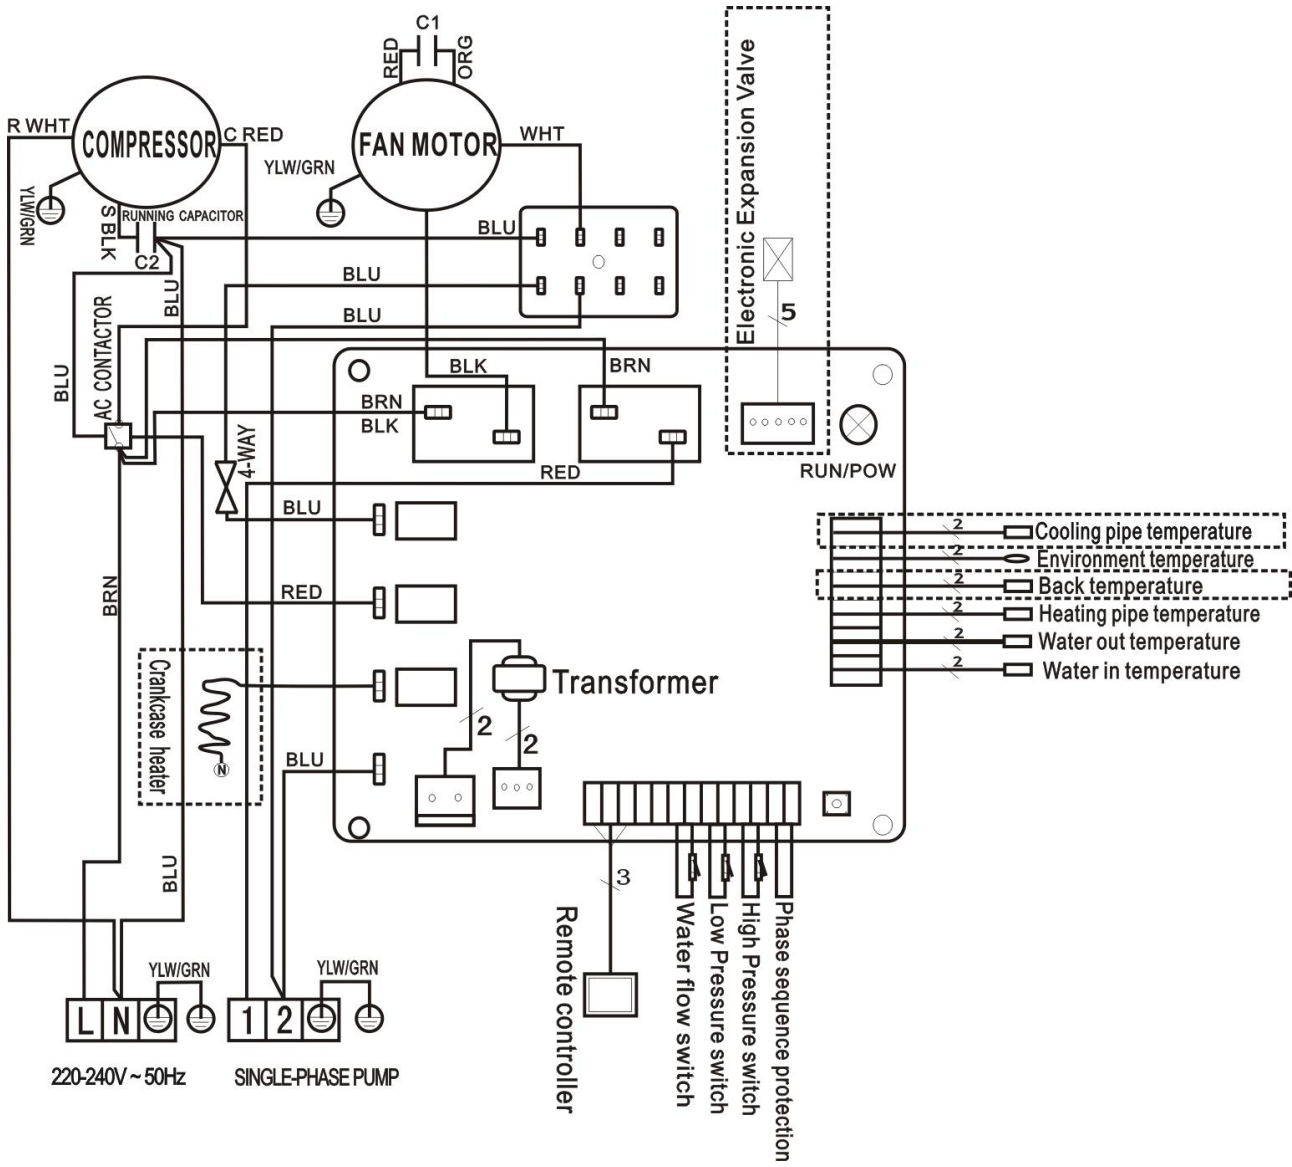 C1
RED
ORG
Electronic Expansion Valve
R WHT
COMPRESSOR
C RED
FAN MOTOR
WHT
YLW/GRN
YLW/GRN
S BLK
RUNNING CAPACITOR
C2
BLU
BLU
BLU
BLU
5
AC CONTACTOR
BLU
BLK
BRN
BRN
BLK
4-WAY
RED
RUN/POW
BLU
2
Cooling pipe temperature
2
Environment temperature
BRN
RED
2
Back temperature
2
Heating pipe temperature
2
Water out temperature
2
Water in temperature
Crankcase heater
N
Transformer
2
2
BLU
BLU
3
Remote controller
Water flow switch
Low Pressure switch
High Pressure switch
Phase sequence protection
YLW/GRN
YLW/GRN
L N
1 2
220-240V ~ 50Hz
SINGLE-PHASE PUMP